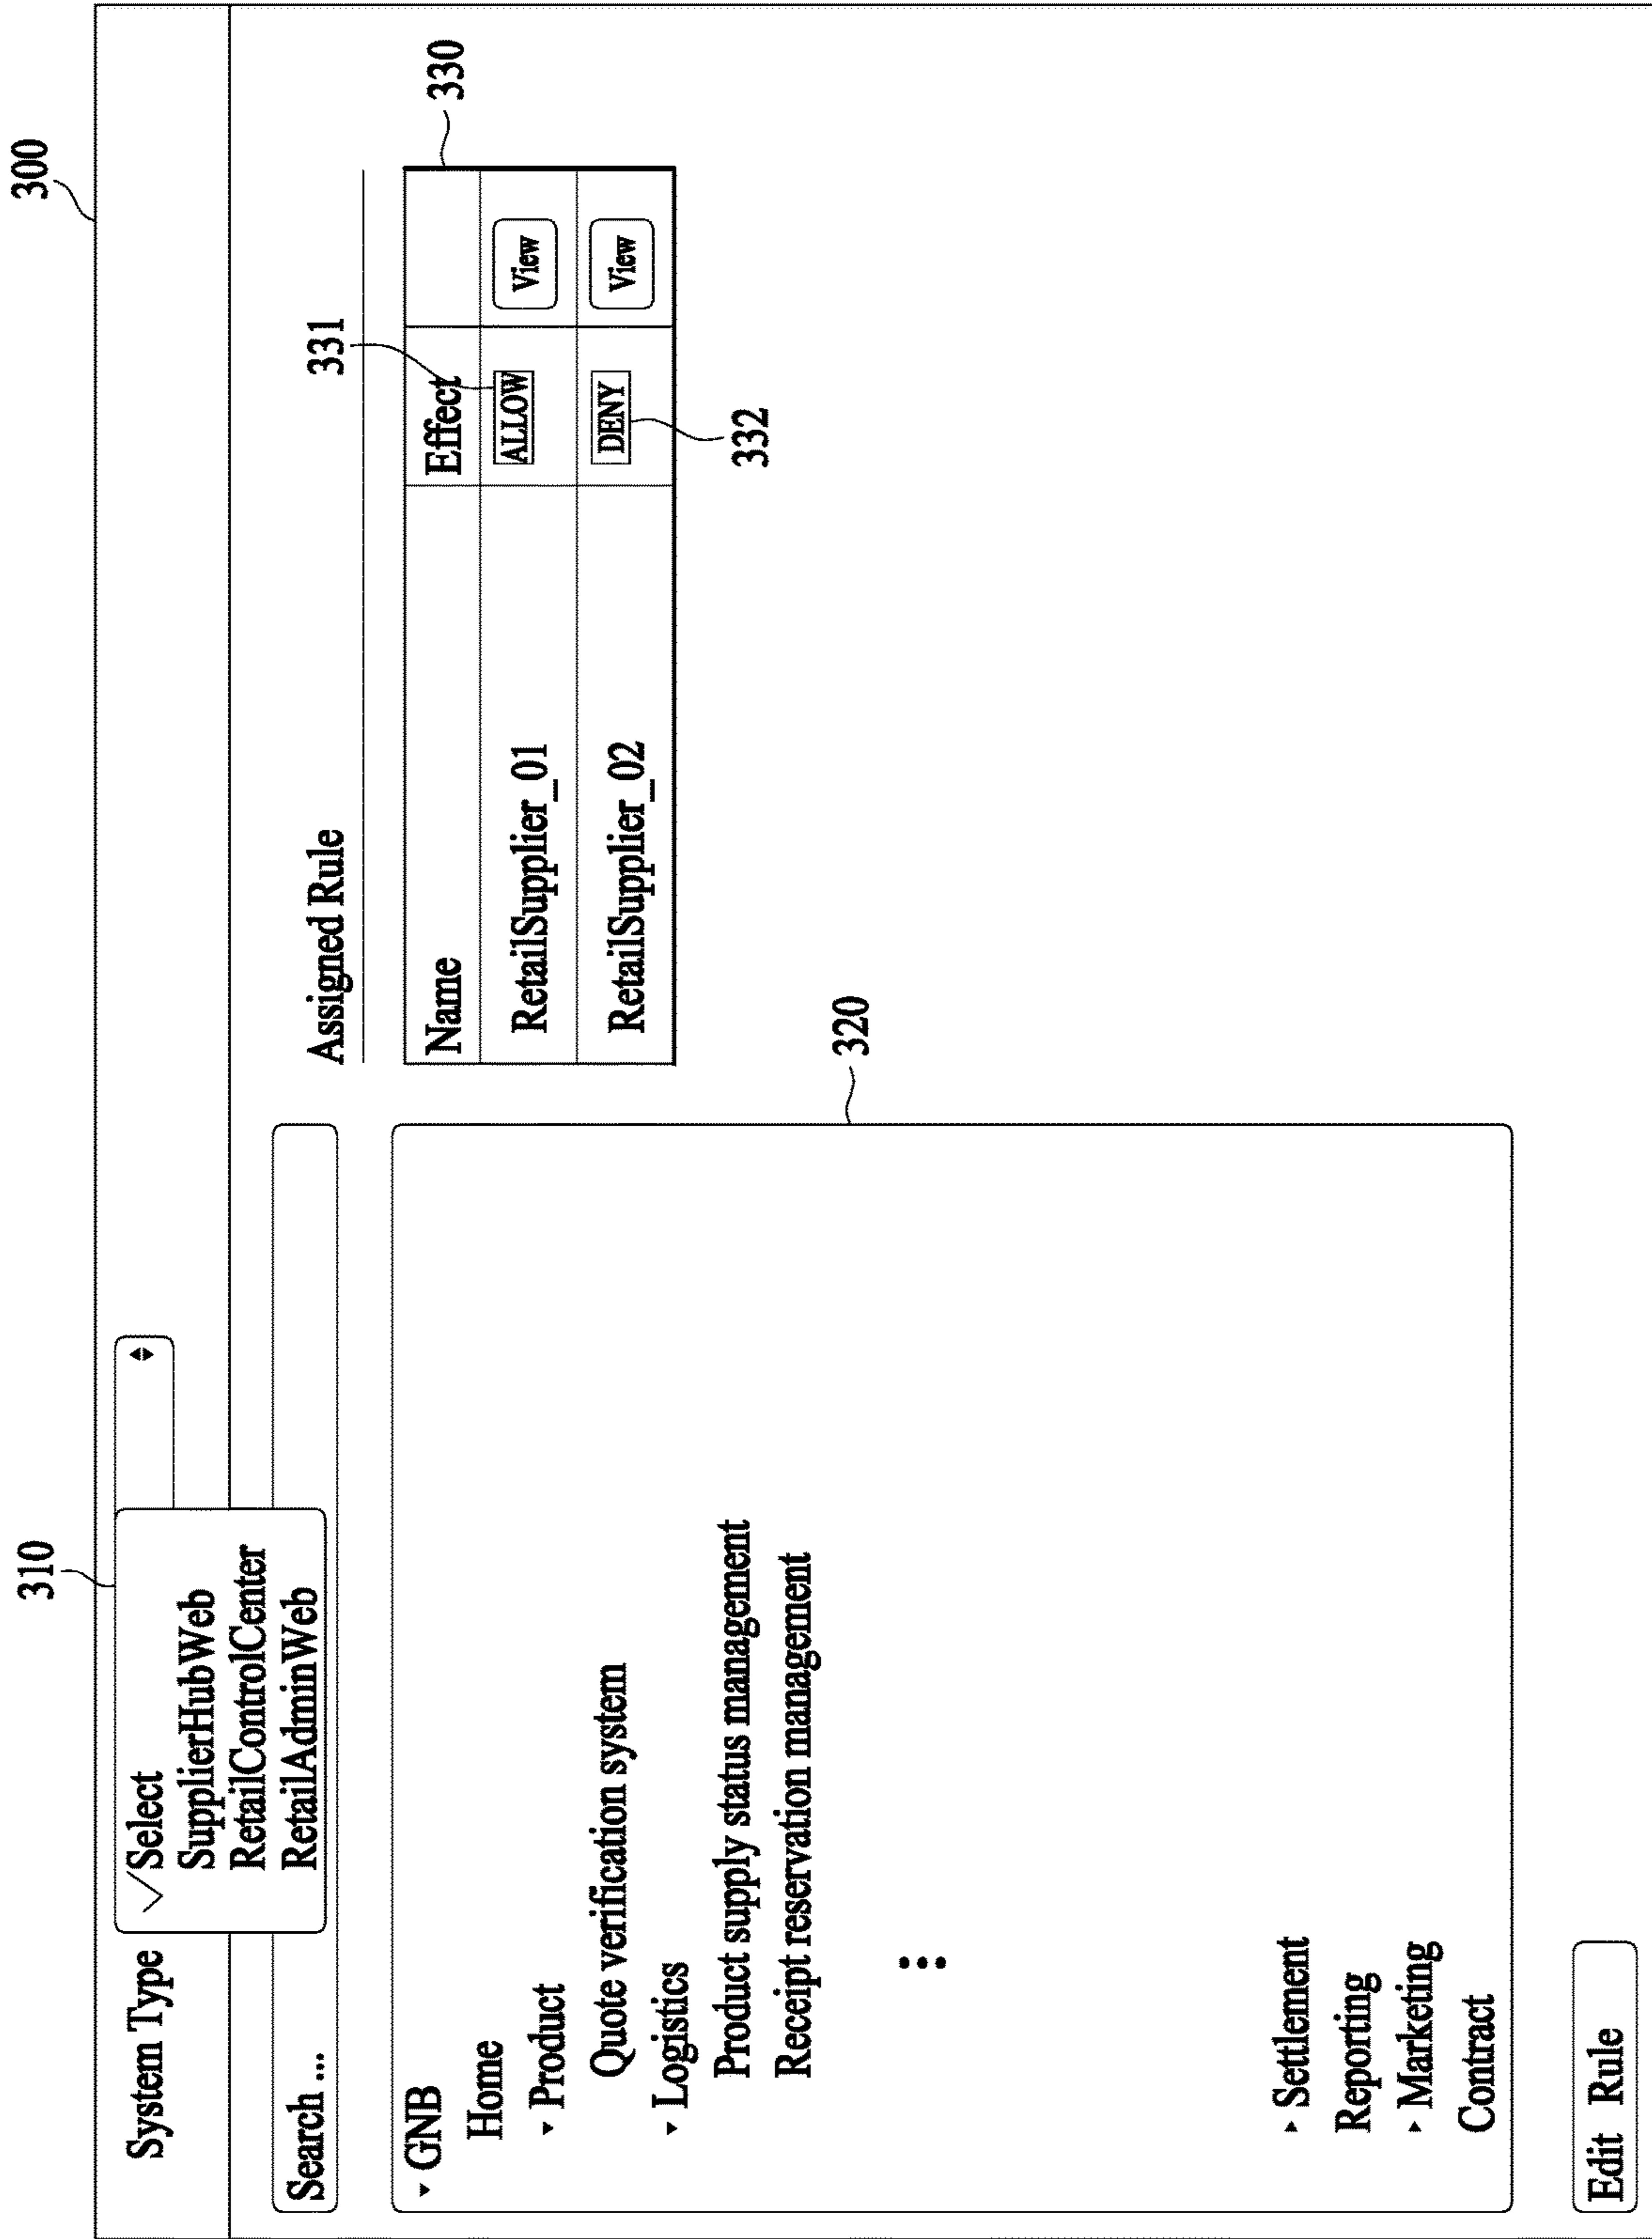 300
310
System Type
✓Select
SupplierHubWeb
RetailControlCenter
RetailAdminWeb
Search ...
▾ GNB
Home
▾ Product
Quote verification system
▾ Logistics
Product supply status management
Receipt reservation management
⋮
▸ Settlement
Reporting
▸ Marketing
Contract
320
Edit Rule
Assigned Rule
331
Name Effect
RetailSupplier_01 ALLOW View
RetailSupplier_02 DENY View
330
332